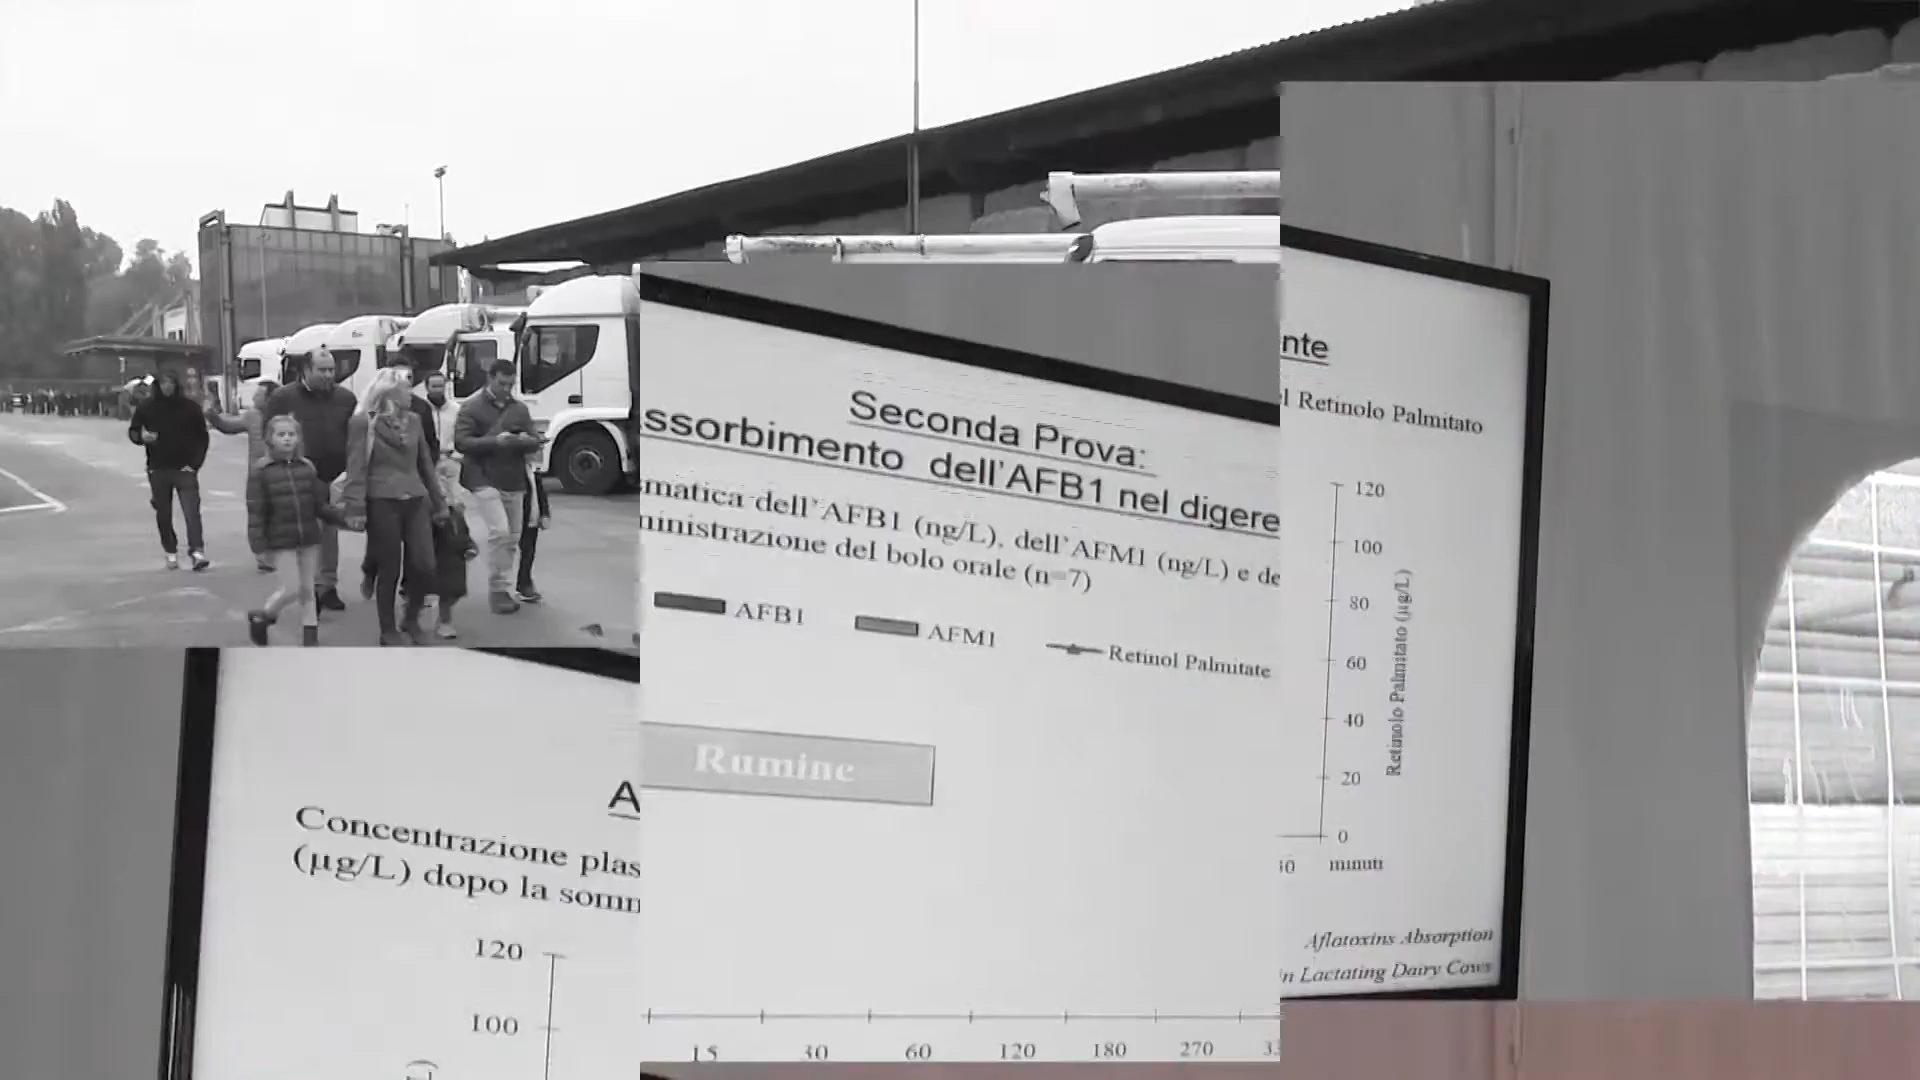 Seconda Prova:
ssorbimento dell'AFB1 nel digere
nte
A
Concentrazione plas
matica dell'AFB1 (ng/L), dell'AFM1 (ng/L) e de
l Retinolo Palmitato
(µg/L) dopo la somm
ministrazione del bolo orale (n=7)
AFB1
AFM1
Retinol Palmitate
Rumine
120
100
120
100
80
60
40
20
0
Retinolo Palmitato (µg/L)
15
30
60
120
180
270
minuti
Aflatoxins Absorption
in Lactating Dairy Cows